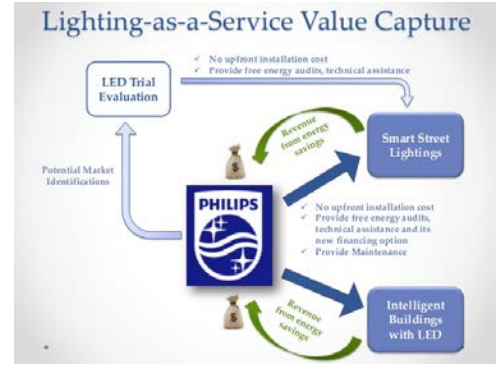 Lighting-as-a-Service Value Capture
✓ No upfront installation cost
✓ Provide free energy audits, technical assistance
LED Trial
Evaluation
Revenue
from energy
savings
Smart Street
Lightings
$
Potential Market
Identifications
PHILIPS
✓ No upfront installation cost
✓ Provide free energy audits,
technical assistance and its
new financing option
✓ Provide Maintenance
$
Revenue
from energy
savings
Intelligent
Buildings
with LED